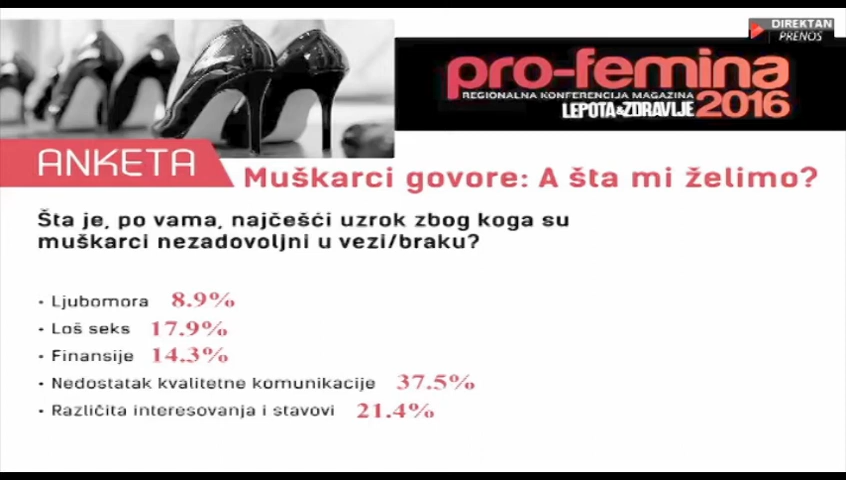 DIREKTAN
PRENOS
pro-femina
REGIONALNA KONFERENCIJA MAGAZINA
LEPOTA&ZDRAVLJE 2016
ANKETA
Muškarci govore: A šta mi želimo?
Šta je, po vama, najčešći uzrok zbog koga su
muškarci nezadovoljni u vezi/braku?
• Ljubomora 8.9%
• Loš seks 17.9%
• Finansije 14.3%
• Nedostatak kvalitetne komunikacije 37.5%
• Različita interesovanja i stavovi 21.4%